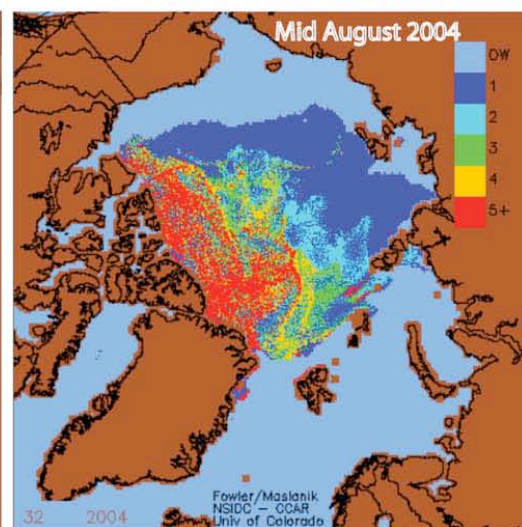 Mid August 2004
OW
1
2
3
4
5+
32 2004
Fowler/Maslanik
NSIDC – CCAR
Univ of Colorado